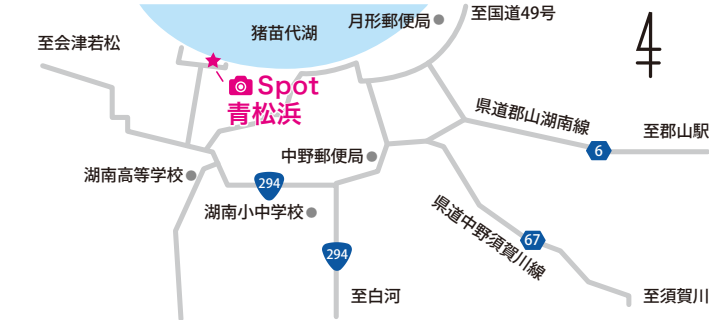 至会津若松
猪苗代湖
月形郵便局
至国道49号
Spot
青松浜
県道郡山湖南線
至郡山駅
6
中野郵便局
湖南高等学校
294
湖南小中学校
県道中野須賀川線
67
294
至白河
至須賀川